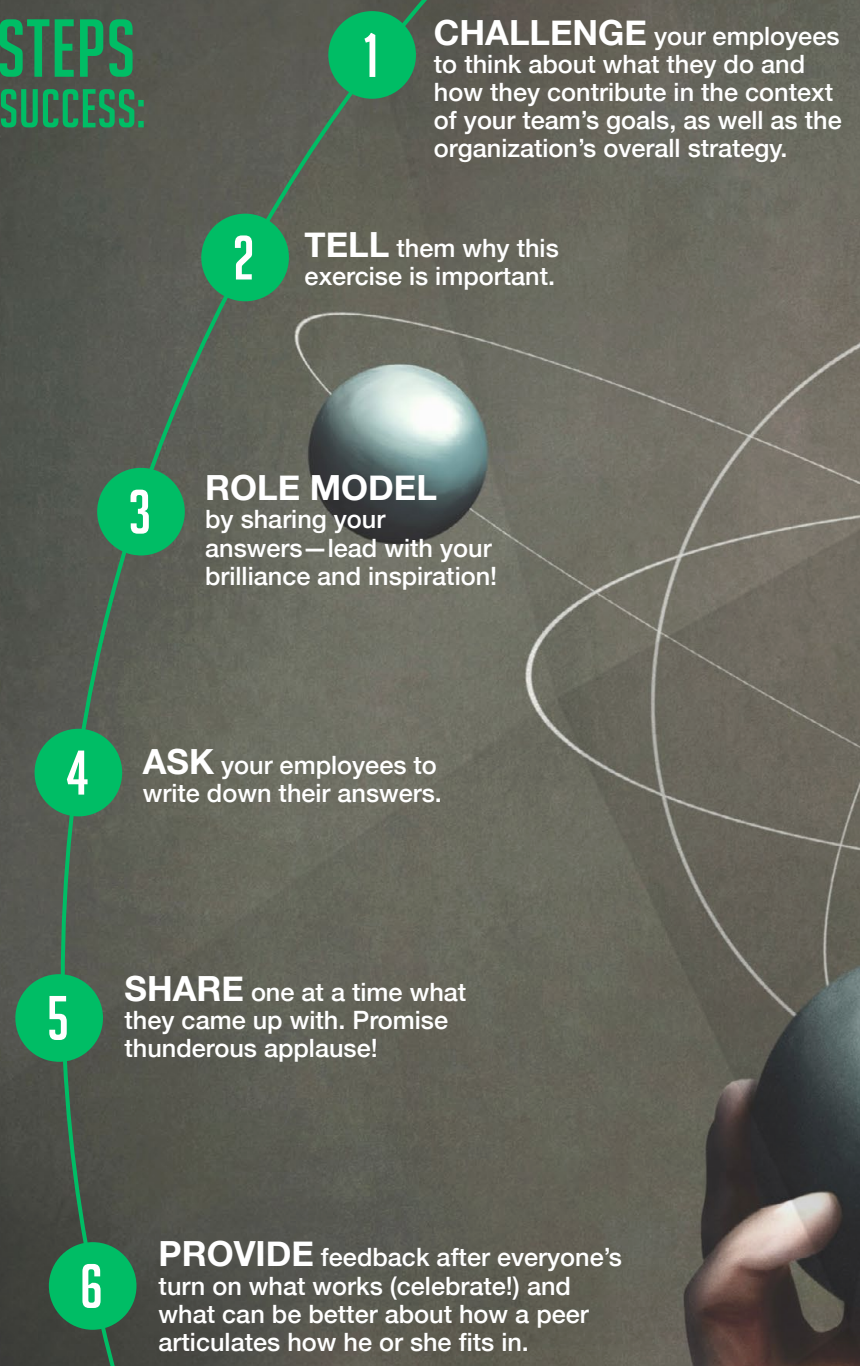 STEPS
SUCCESS:
1
CHALLENGE your employees
to think about what they do and
how they contribute in the context
of your team’s goals, as well as the
organization’s overall strategy.
2
TELL them why this
exercise is important.
3
ROLE MODEL
by sharing your
answers—lead with your
brilliance and inspiration!
4
ASK your employees to
write down their answers.
5
SHARE one at a time what
they came up with. Promise
thunderous applause!
6
PROVIDE feedback after everyone’s
turn on what works (celebrate!) and
what can be better about how a peer
articulates how he or she fits in.